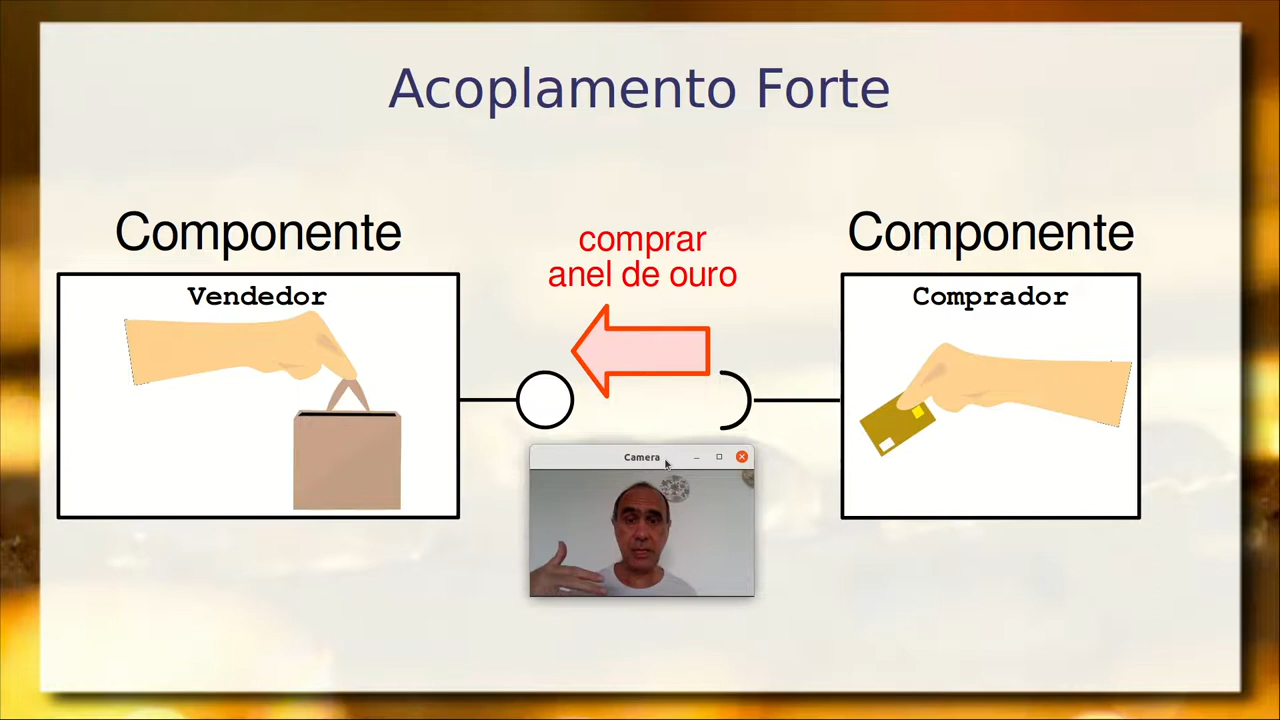 Acoplamento Forte
Componente
comprar
anel de ouro
Componente
Vendedor
Comprador
Camera